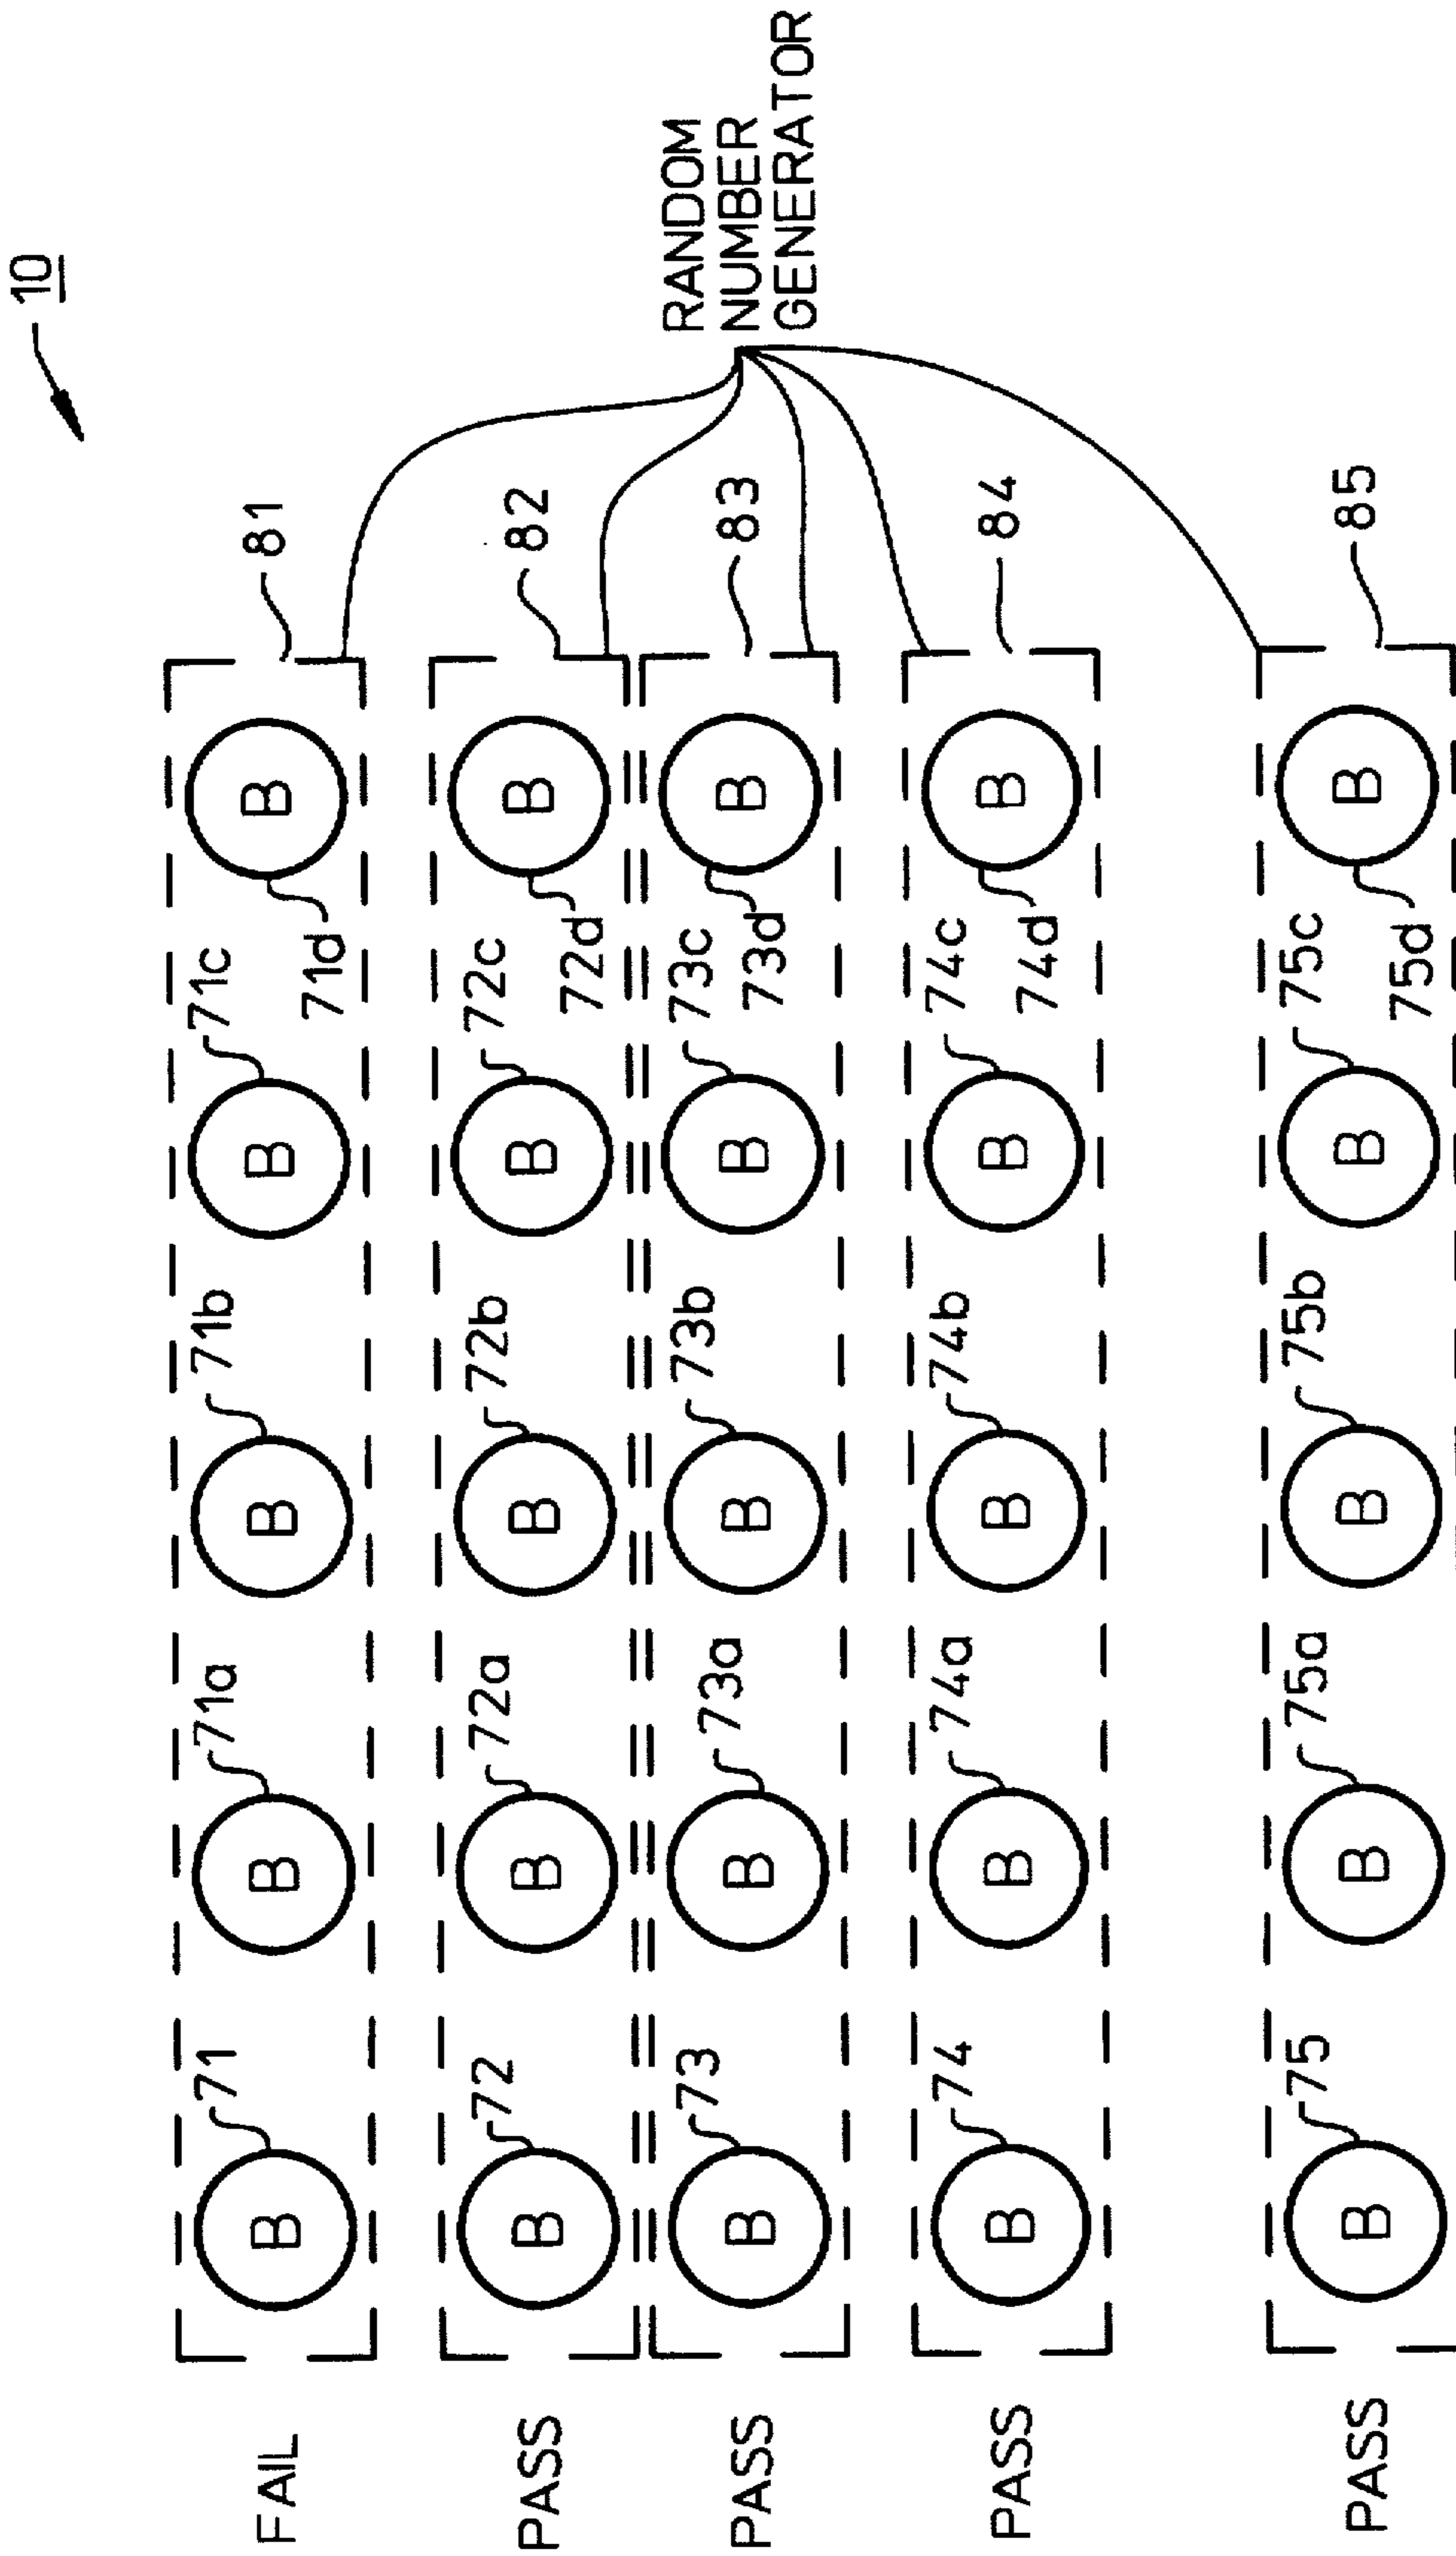 10
71 71a 71b 71c
FAIL B B B B B 81
71d
72 72a 72b 72c
PASS B B B B B 82
72d
73 73a 73b 73c
PASS B B B B B 83
73d
RANDOM
NUMBER
GENERATOR
74 74a 74b 74c
PASS B B B B B 84
74d
75 75a 75b 75c
PASS B B B B B 85
75d